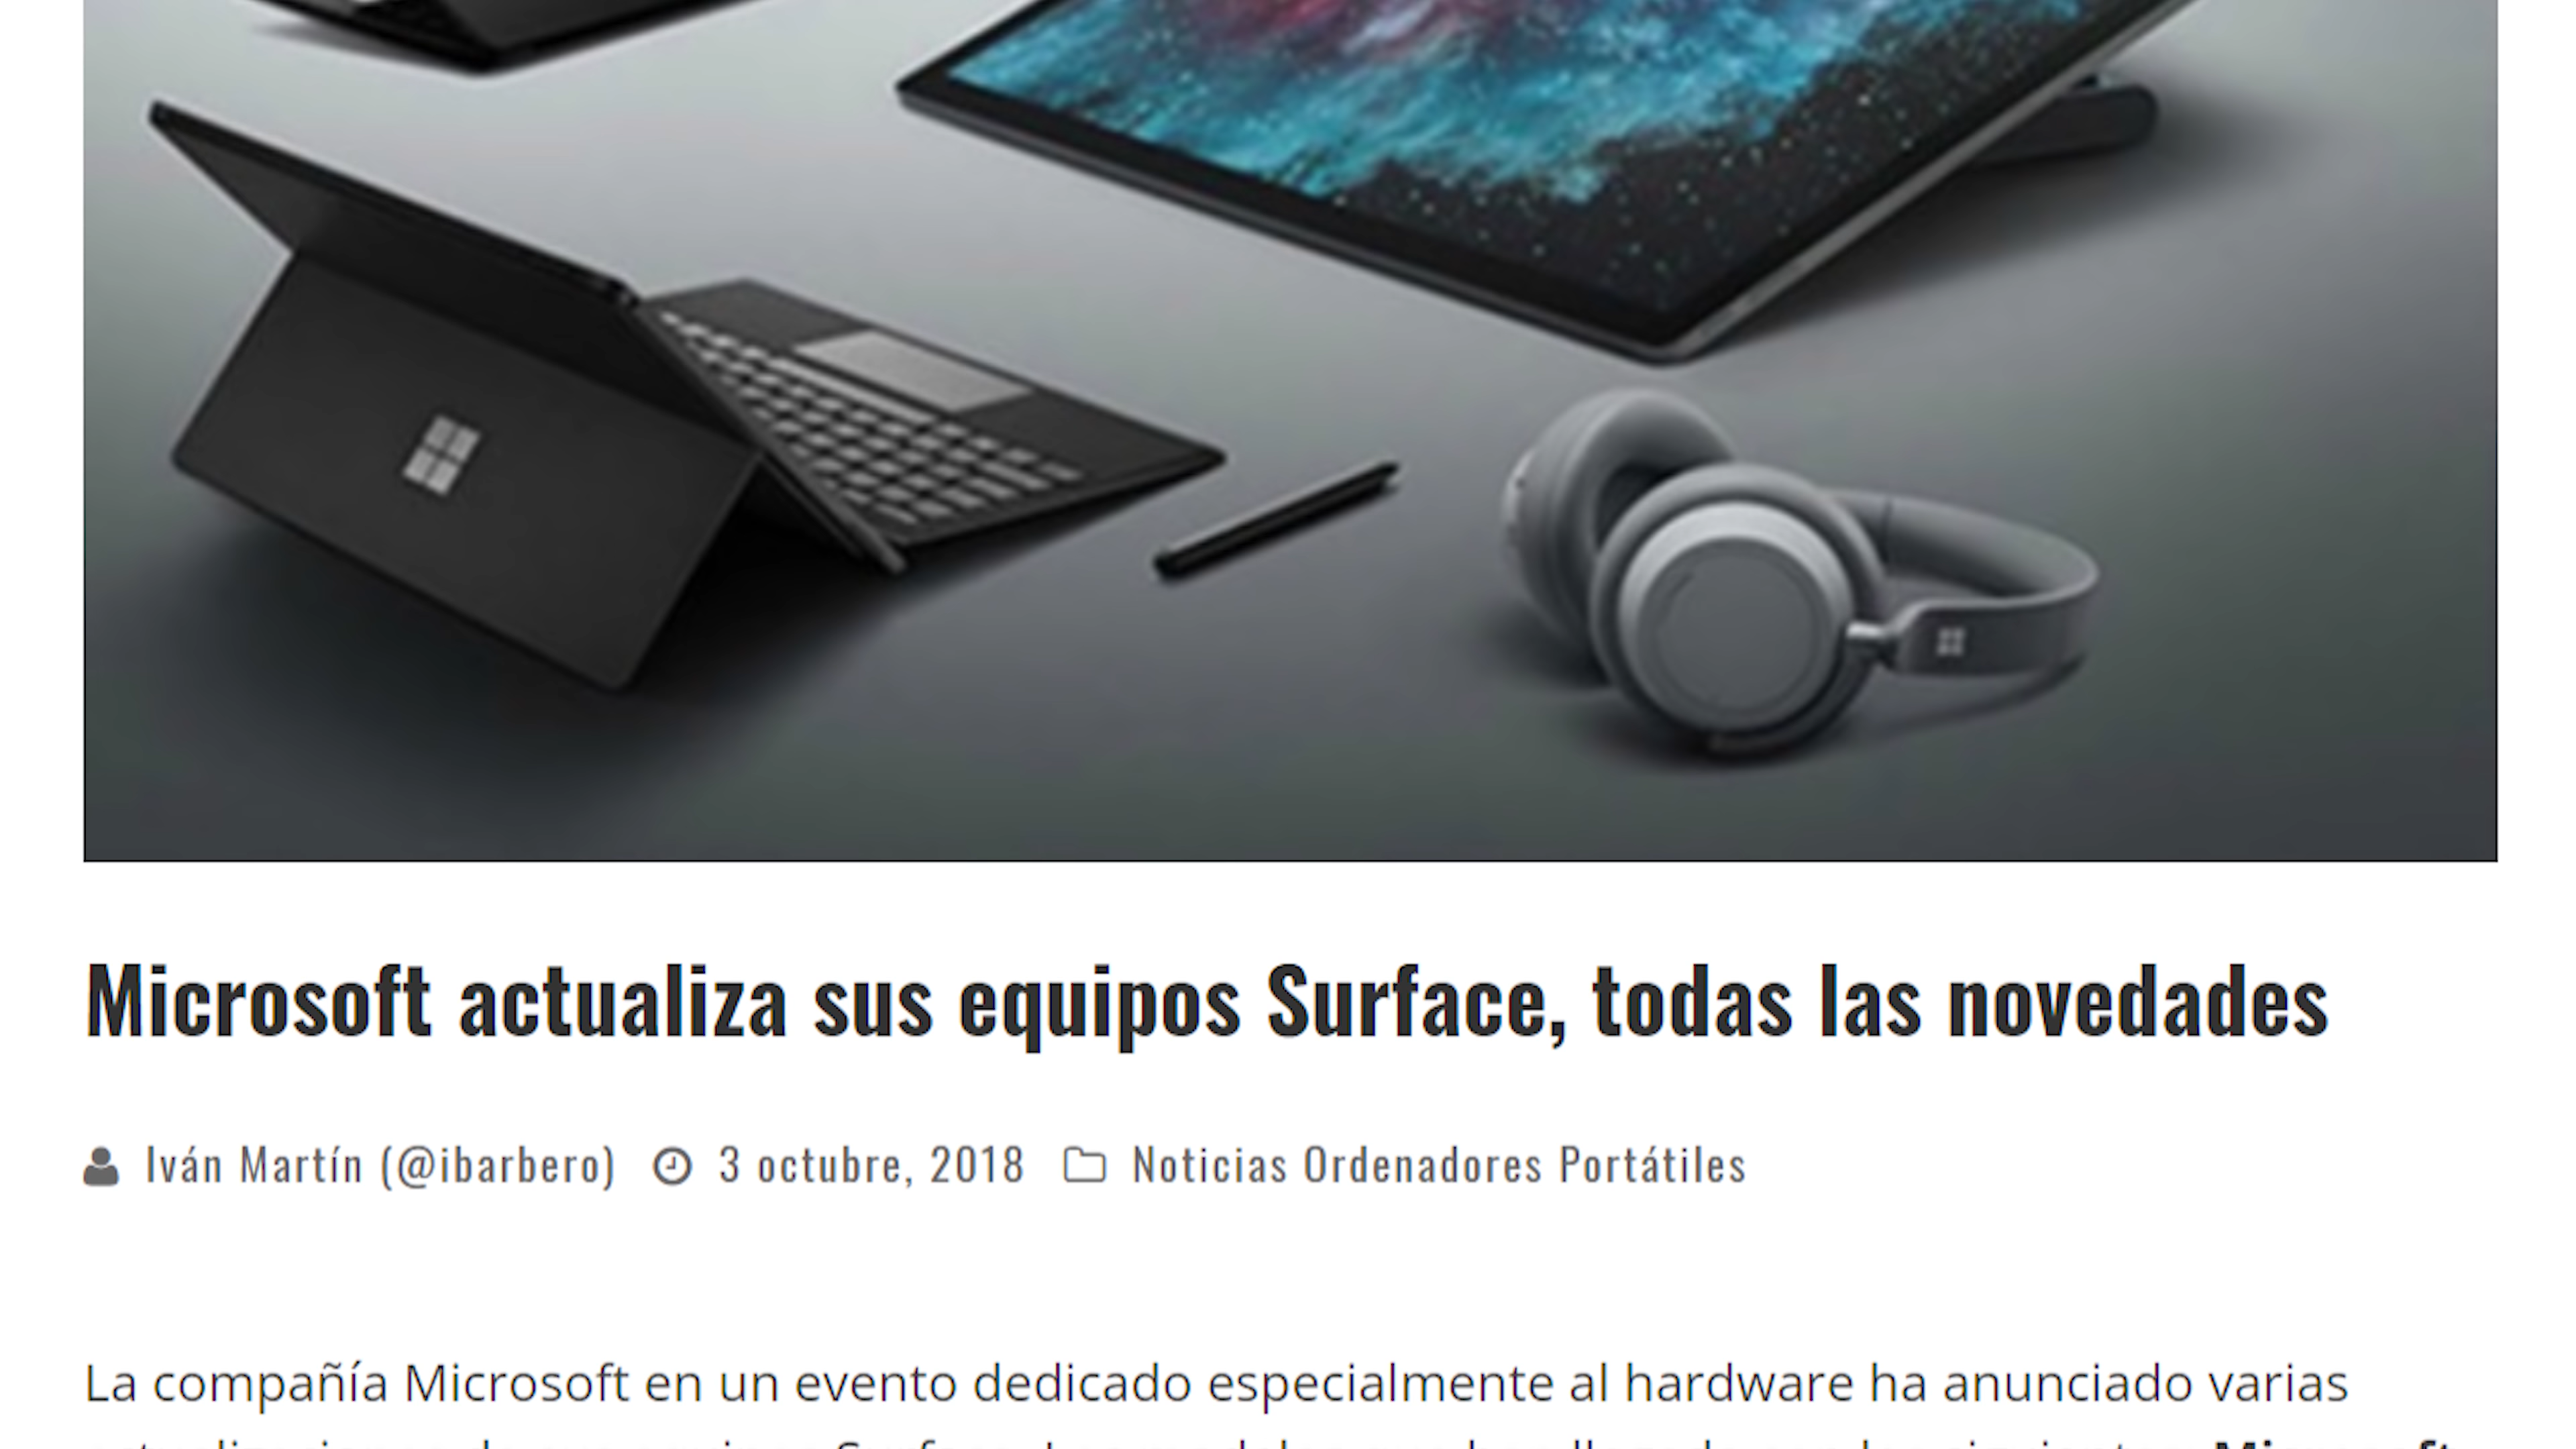 Microsoft actualiza sus equipos Surface, todas las novedades
Iván Martín (@ibarbero) 3 octubre, 2018 Noticias Ordenadores Portátiles
La compañía Microsoft en un evento dedicado especialmente al hardware ha anunciado varias